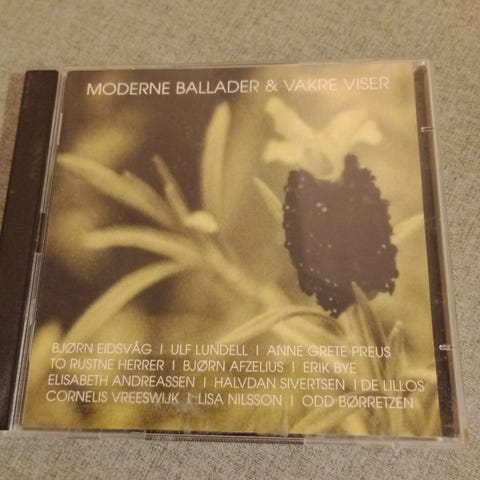 MODERNE BALLADER & VAKRE VISER
BJØRN EIDSVÅG | ULF LUNDELL | ANNE GRETE PREUS
TO RUSTNE HERRER | BJØRN AFZELIUS | ERIK BYE
ELISABETH ANDREASSEN | HALVDAN SIVERTSEN | DE LILLOS
CORNELIS VREESWIJK | LISA NILSSON | ODD BØRRETZEN